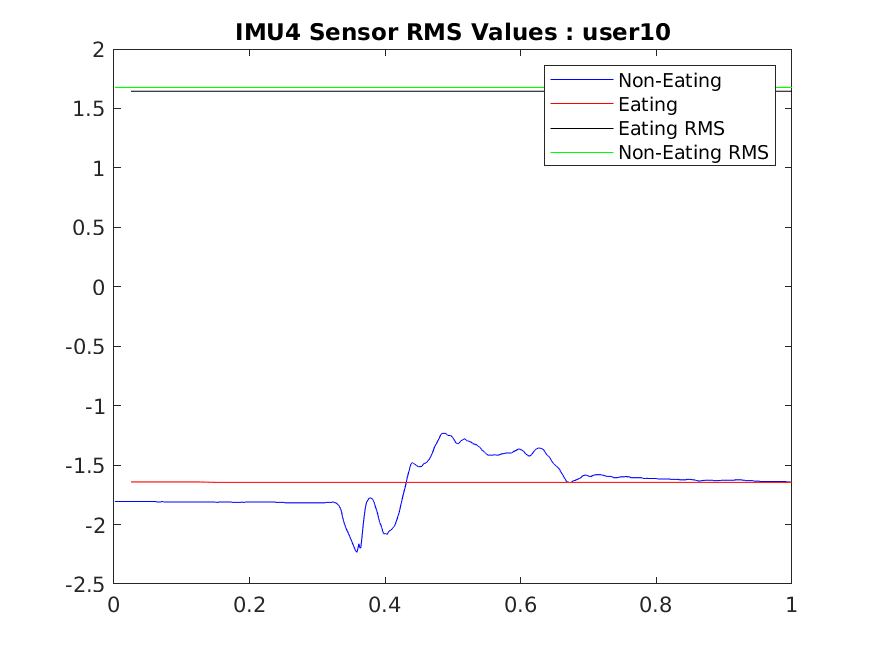 IMU4 Sensor RMS Values : user10
2
1.5
1
0.5
0
-0.5
-1
-1.5
-2
-2.5
Non-Eating
Eating
Eating RMS
Non-Eating RMS
0 0.2 0.4 0.6 0.8 1